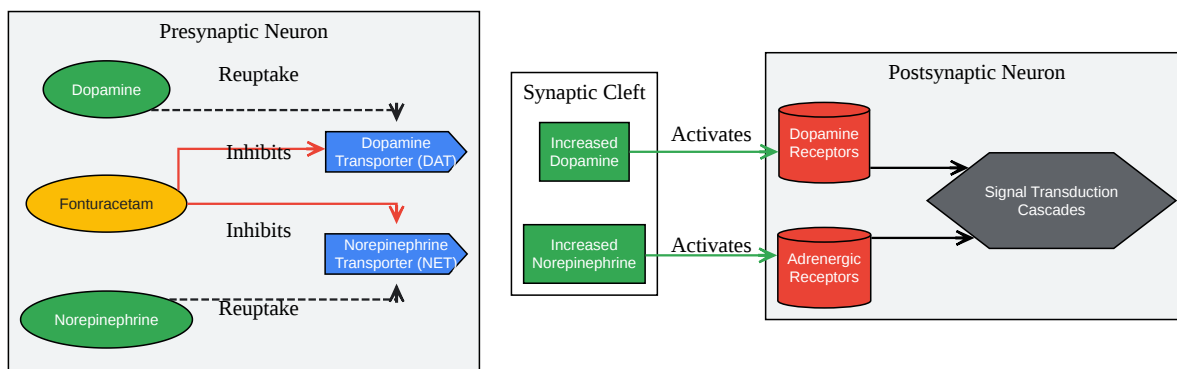 Presynaptic Neuron
Dopamine
Reuptake
Inhibits
Dopamine
Transporter (DAT)
Fonturacetam
Inhibits
Norepinephrine
Transporter (NET)
Norepinephrine
Reuptake
Synaptic Cleft
Increased
Dopamine
Activates
Increased
Norepinephrine
Activates
Postsynaptic Neuron
Dopamine
Receptors
Adrenergic
Receptors
Signal Transduction
Cascades